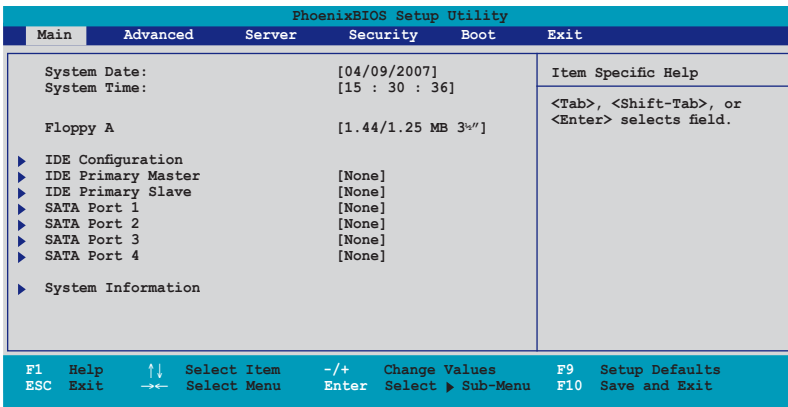 PhoenixBIOS Setup Utility
Main Advanced Server Security Boot Exit
System Date: [04/09/2007]
System Time: [15 : 30 : 36]
Floppy A [1.44/1.25 MB 3½"]
IDE Configuration
IDE Primary Master [None]
IDE Primary Slave [None]
SATA Port 1 [None]
SATA Port 2 [None]
SATA Port 3 [None]
SATA Port 4 [None]
System Information
Item Specific Help
<Tab>, <Shift-Tab>, or
<Enter> selects field.
F1 Help ↑↓ Select Item -/+ Change Values F9 Setup Defaults
ESC Exit →← Select Menu Enter Select ▶ Sub-Menu F10 Save and Exit